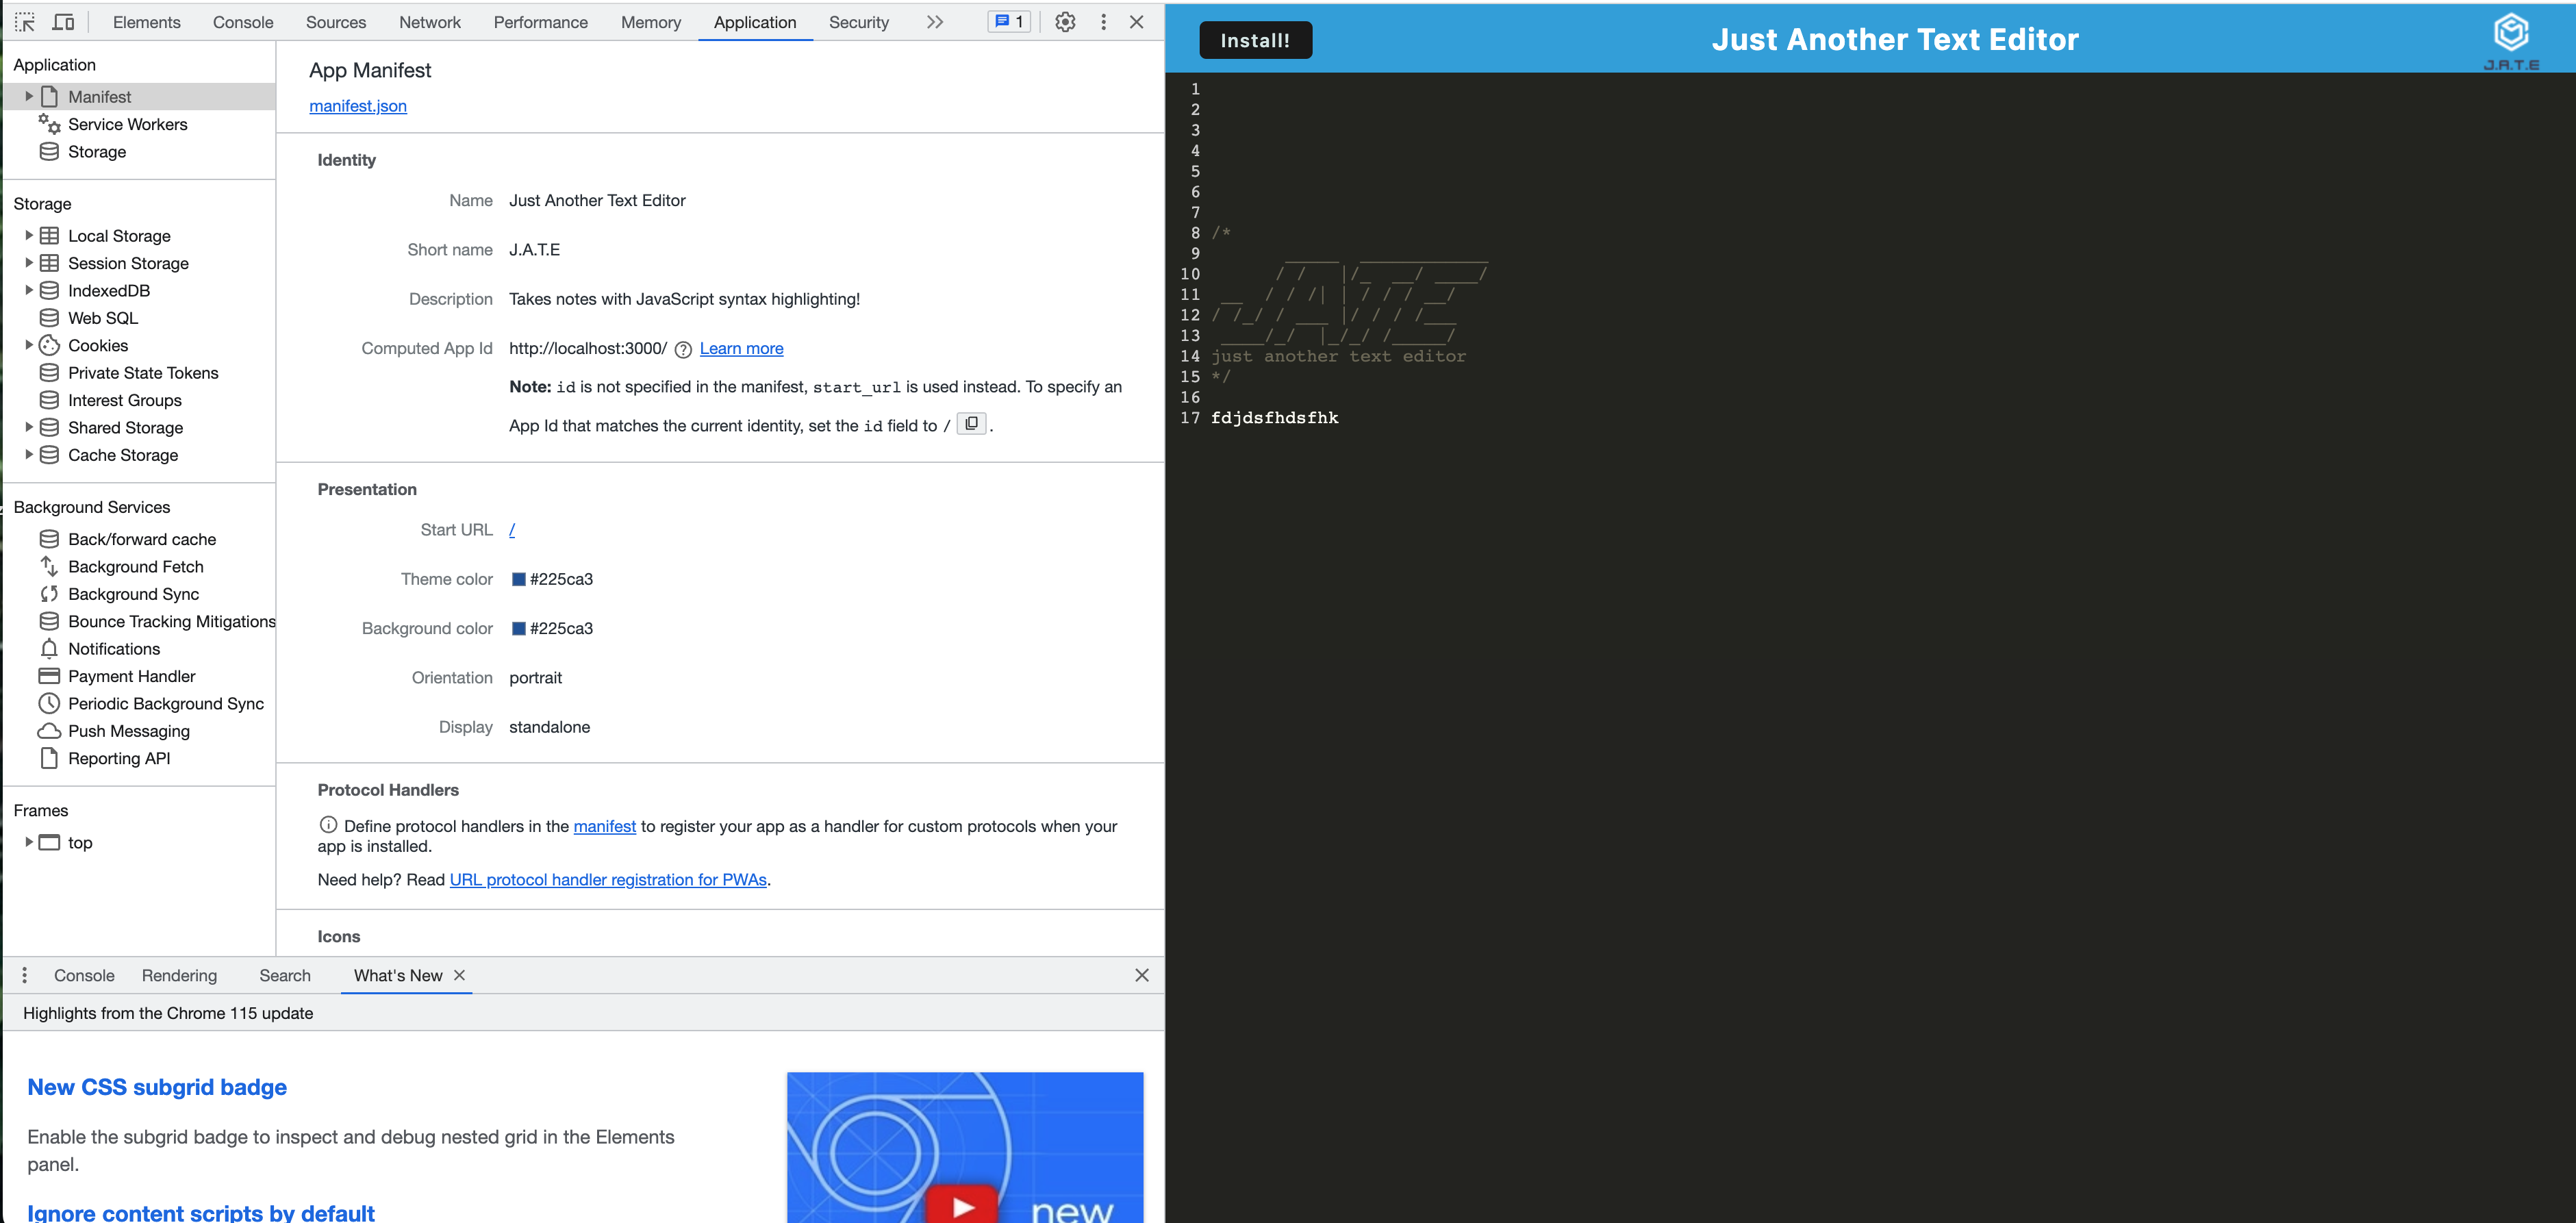 Elements Console Sources Network Performance Memory Application Security 1
Application
Manifest
Service Workers
Storage
Storage
Local Storage
Session Storage
IndexedDB
Web SQL
Cookies
Private State Tokens
Interest Groups
Shared Storage
Cache Storage
Background Services
Back/forward cache
Background Fetch
Background Sync
Bounce Tracking Mitigations
Notifications
Payment Handler
Periodic Background Sync
Push Messaging
Reporting API
Frames
top
App Manifest
manifest.json
Identity
Name Just Another Text Editor
Short name J.A.T.E
Description Takes notes with JavaScript syntax highlighting!
Computed App Id http://localhost:3000/ Learn more
Note: id is not specified in the manifest, start_url is used instead. To specify an
App Id that matches the current identity, set the id field to / .
Presentation
Start URL /
Theme color #225ca3
Background color #225ca3
Orientation portrait
Display standalone
Protocol Handlers
Define protocol handlers in the manifest to register your app as a handler for custom protocols when your
app is installed.
Need help? Read URL protocol handler registration for PWAs.
Icons
Console Rendering Search What's New
Highlights from the Chrome 115 update
New CSS subgrid badge
Enable the subgrid badge to inspect and debug nested grid in the Elements
panel.
Ignore content scripts by default
new
Install! Just Another Text Editor J.A.T.E
1
2
3
4
5
6
7
8 /*
9
10
11
12
13
14 just another text editor
15 */
16
17 fdjdsfhdsfhk